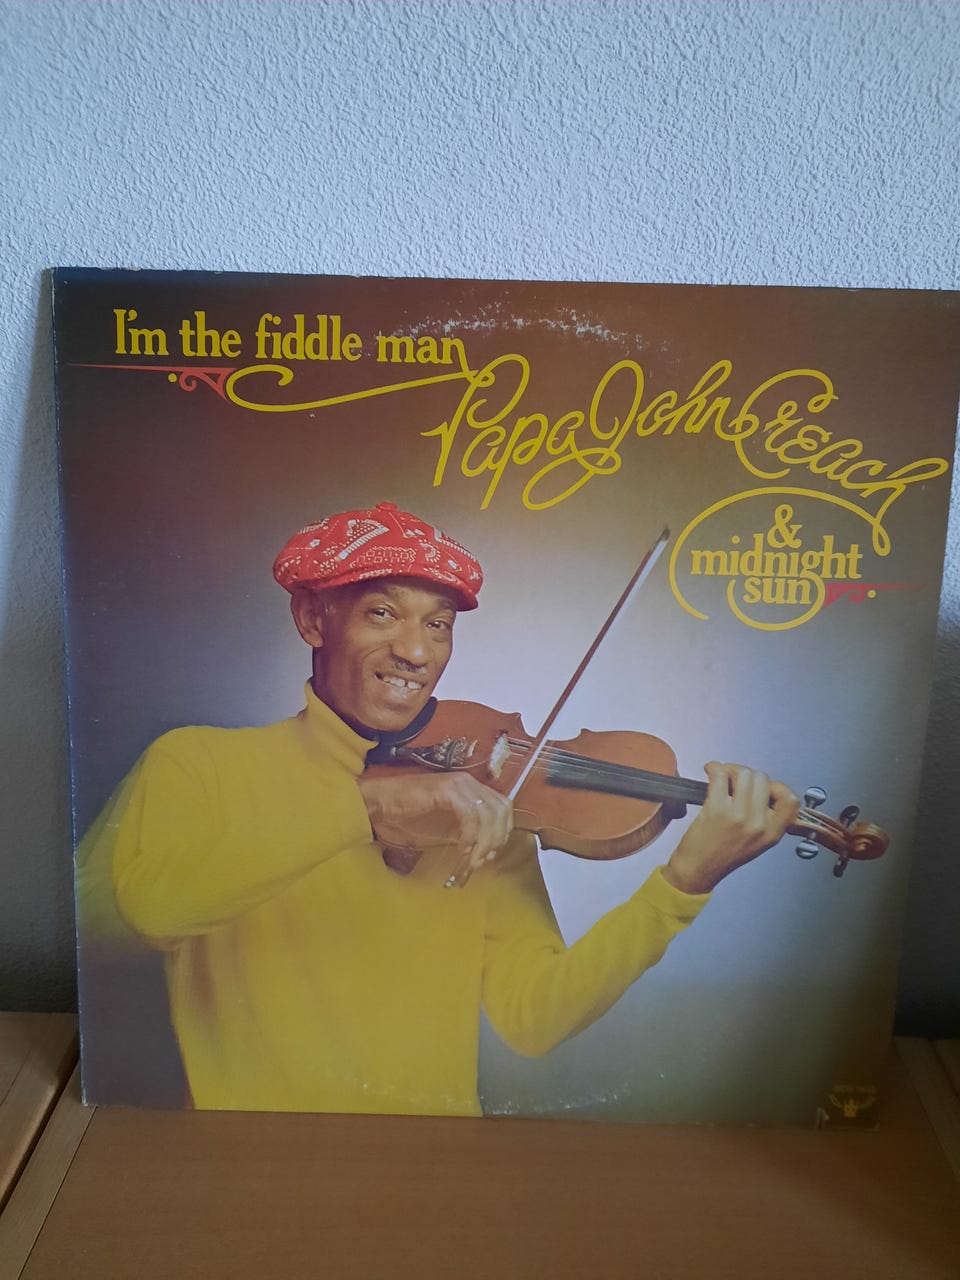 I'm the fiddle man
Papa John Creach
&
midnight
sun